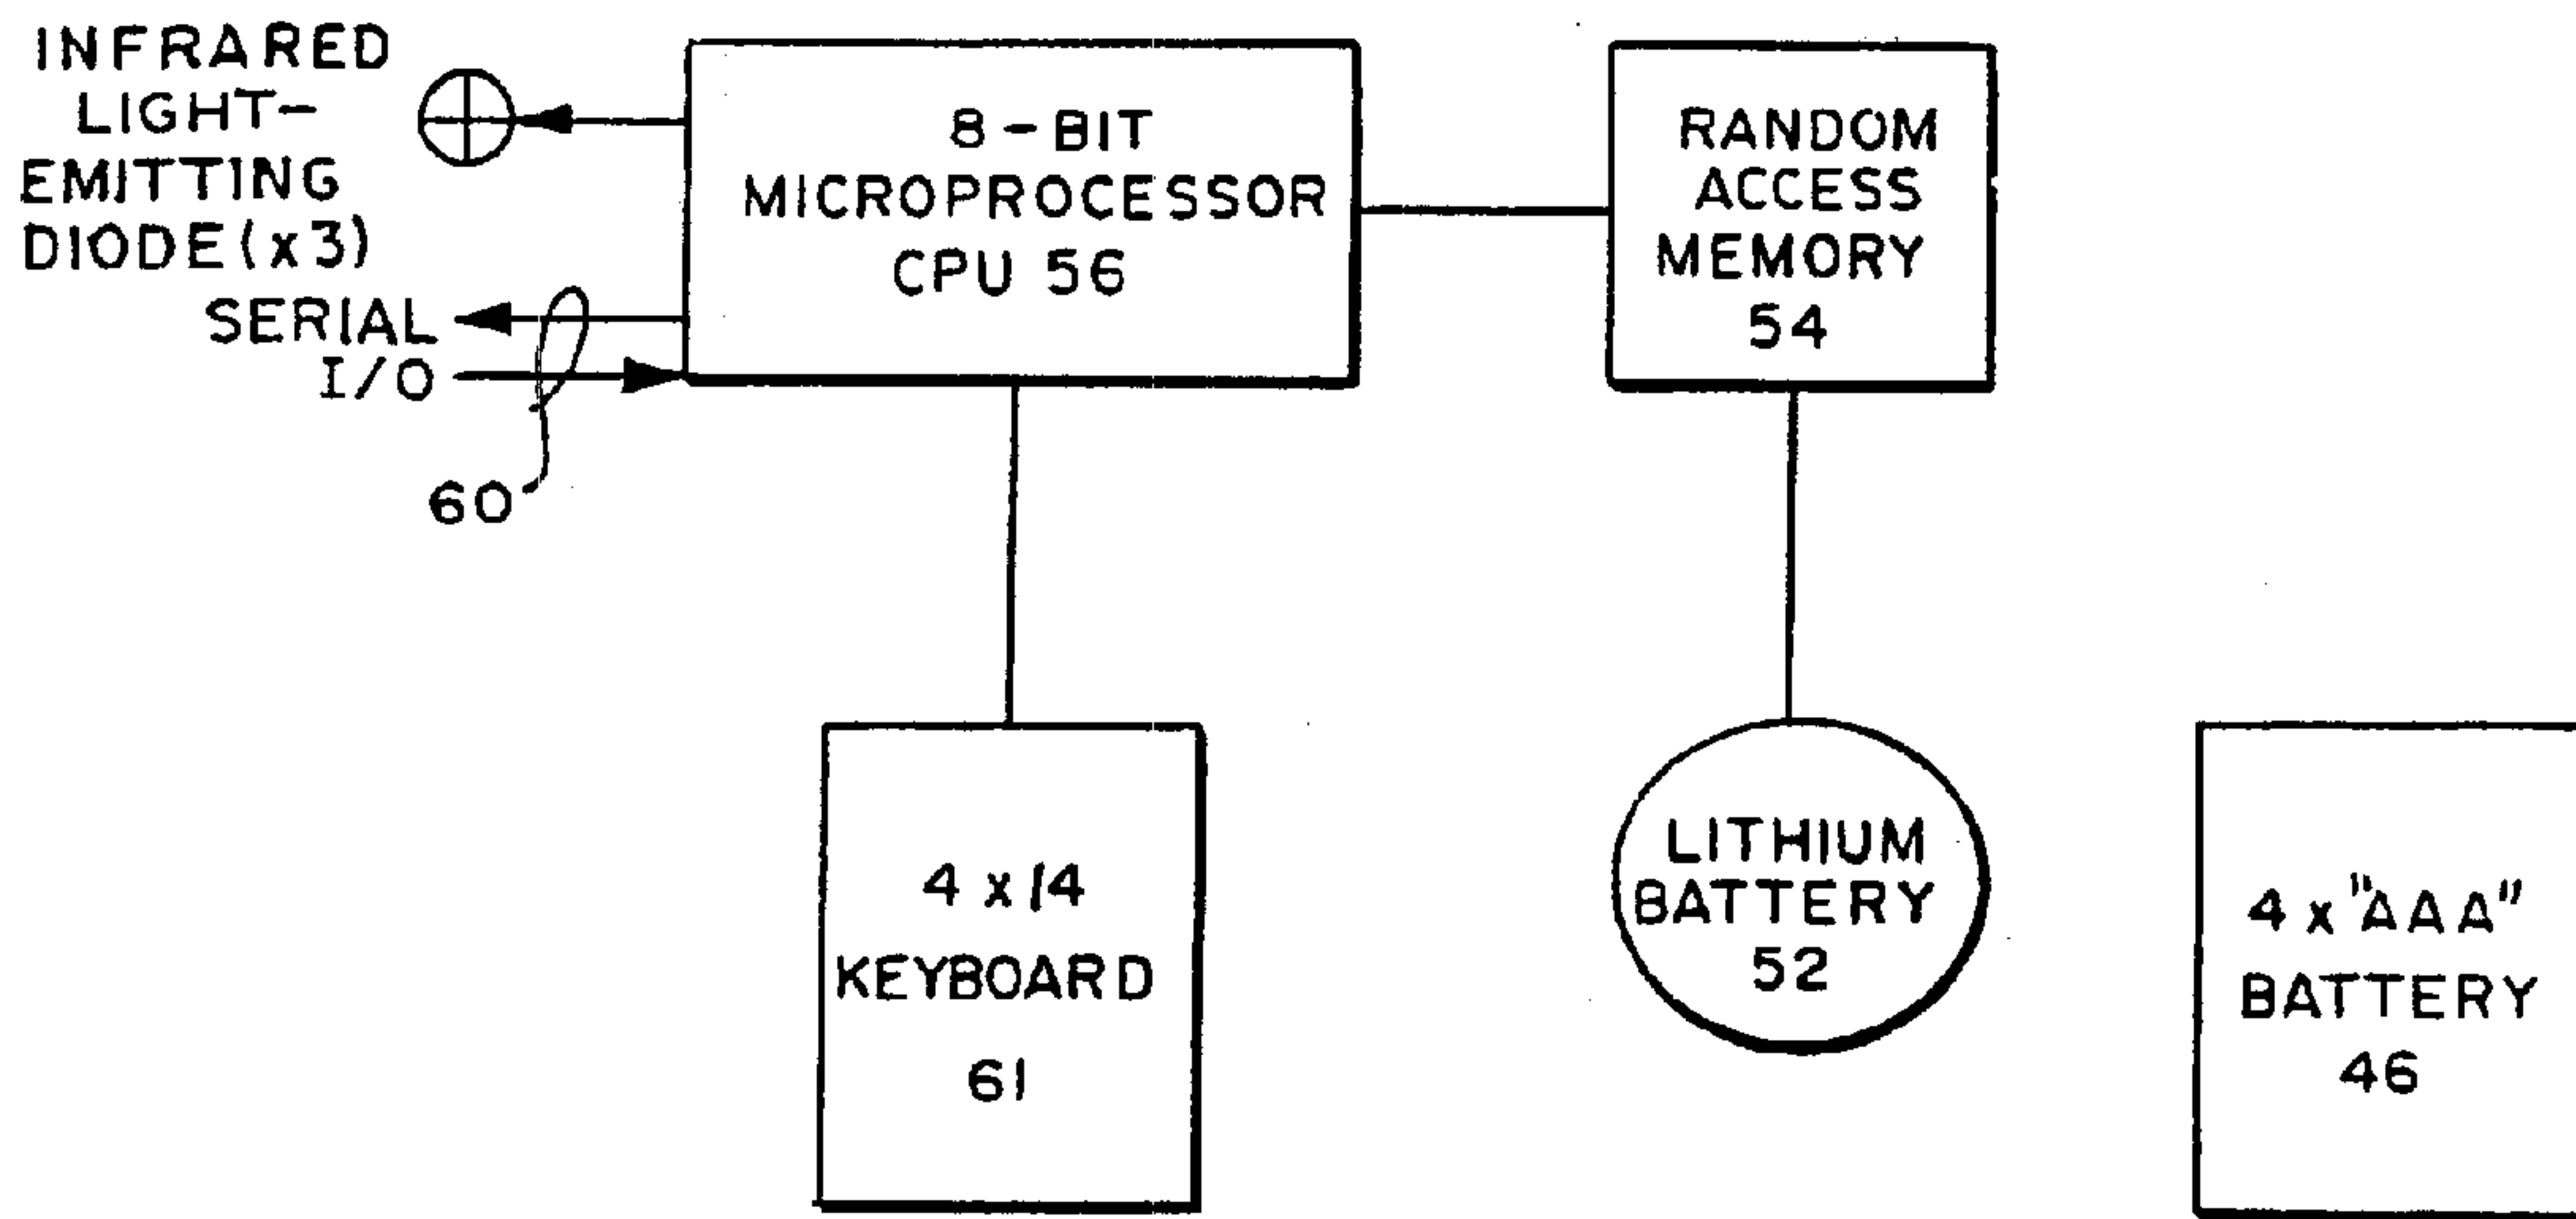 INFRARED
LIGHT-
EMITTING
DIODE (x3)
SERIAL
I/O
60
8-BIT
MICROPROCESSOR
CPU 56
RANDOM
ACCESS
MEMORY
54
4 x 14
KEYBOARD
61
LITHIUM
BATTERY
52
4 x "AAA"
BATTERY
46